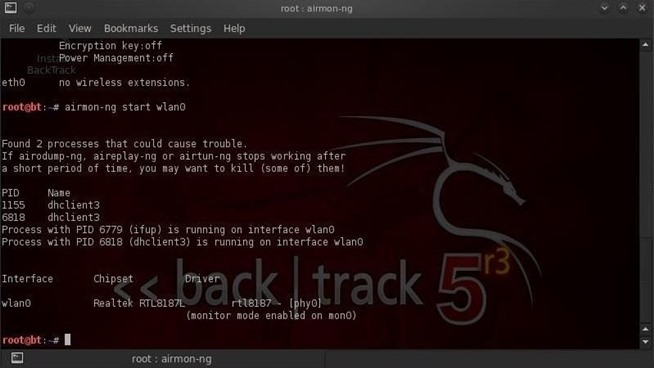 root : airmon-ng
File Edit View Bookmarks Settings Help
Encryption key:off
Power Management:off
BackTrack
eth0 no wireless extensions.
root@bt:~# airmon-ng start wlan0
Found 2 processes that could cause trouble.
If airodump-ng, aireplay-ng or airtun-ng stops working after
a short period of time, you may want to kill (some of) them!
PID Name
1155 dhclient3
6818 dhclient3
Process with PID 6779 (ifup) is running on interface wlan0
Process with PID 6818 (dhclient3) is running on interface wlan0
Interface Chipset Driver
wlan0 Realtek RTL8187L rtl8187 - [phy0]
(monitor mode enabled on mon0)
<< back | track 5 r3
root@bt:~#
root : airmon-ng